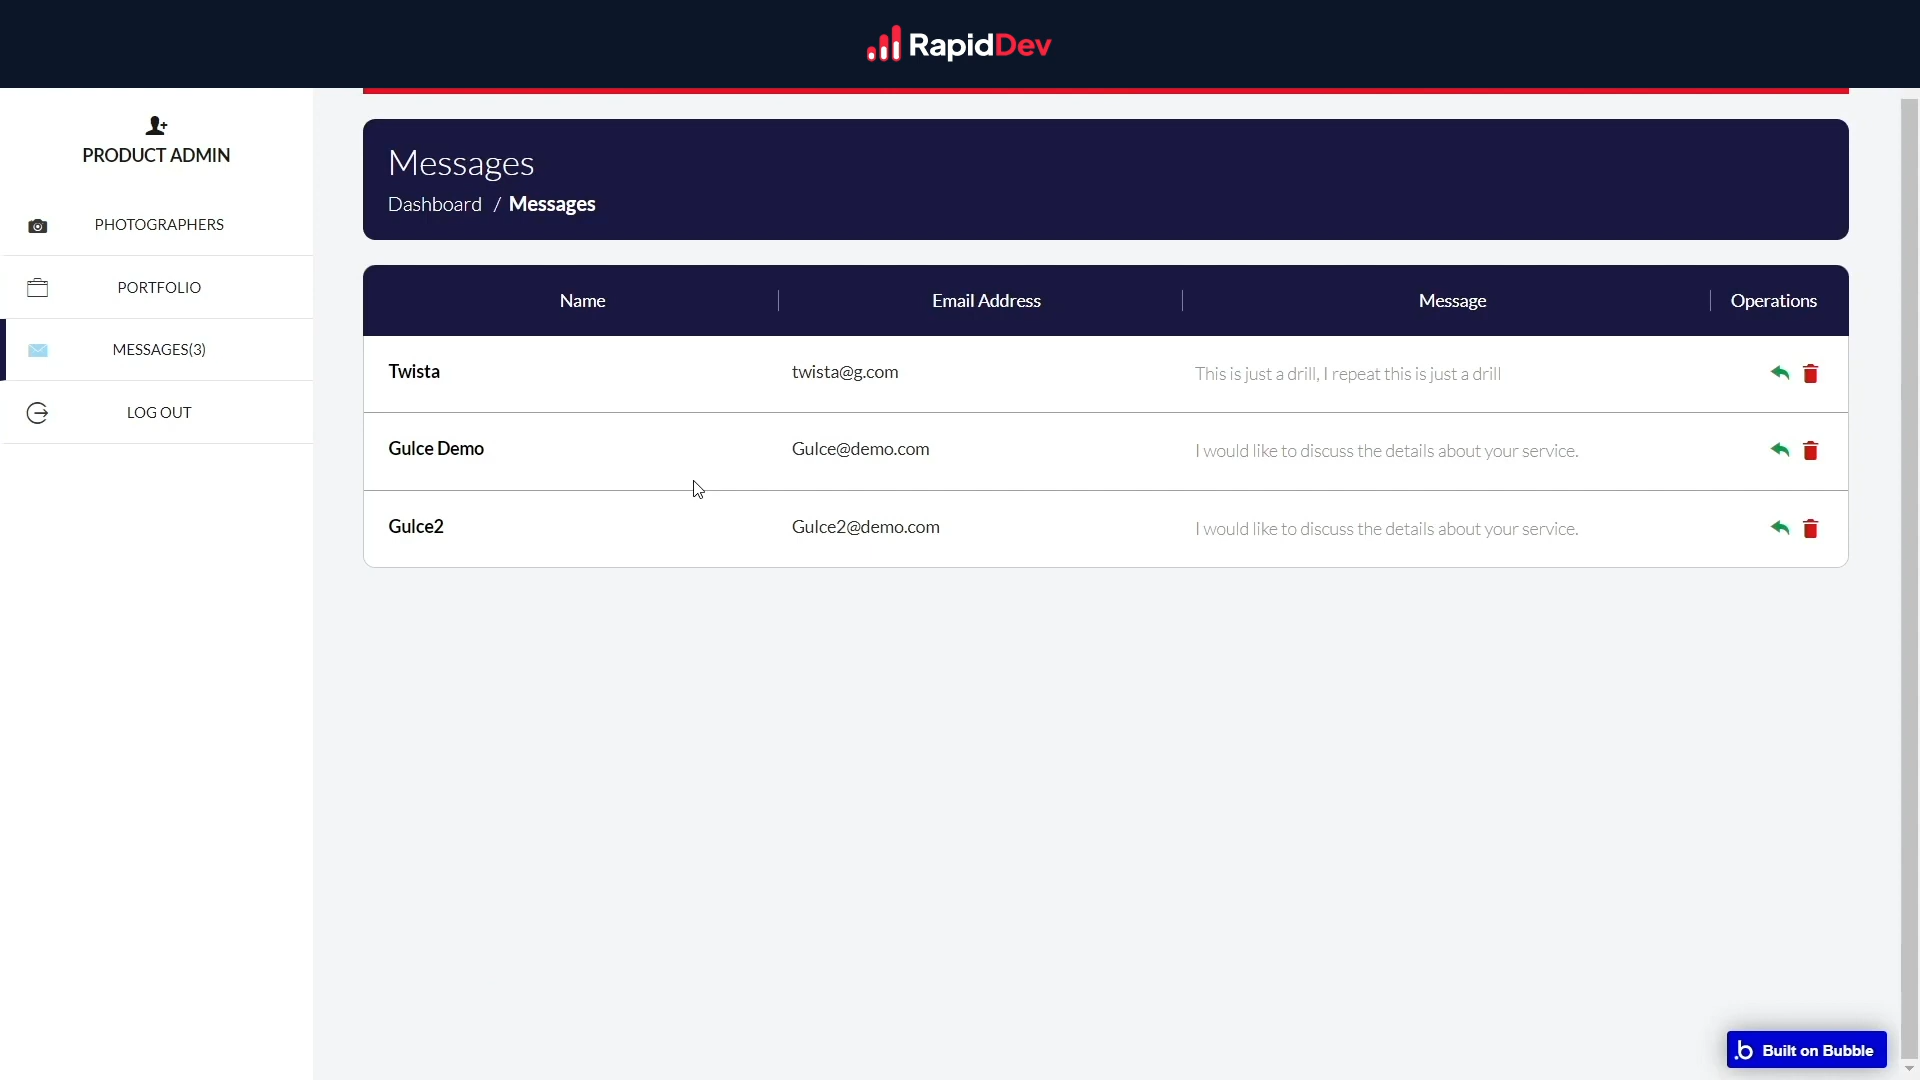 RapidDev
PRODUCT ADMIN
PHOTOGRAPHERS
PORTFOLIO
MESSAGES(3)
LOG OUT
Messages
Dashboard / Messages
Name Email Address Message Operations
Twista twista@g.com This is just a drill, I repeat this is just a drill
Gulce Demo Gulce@demo.com I would like to discuss the details about your service.
Gulce2 Gulce2@demo.com I would like to discuss the details about your service.
Built on Bubble